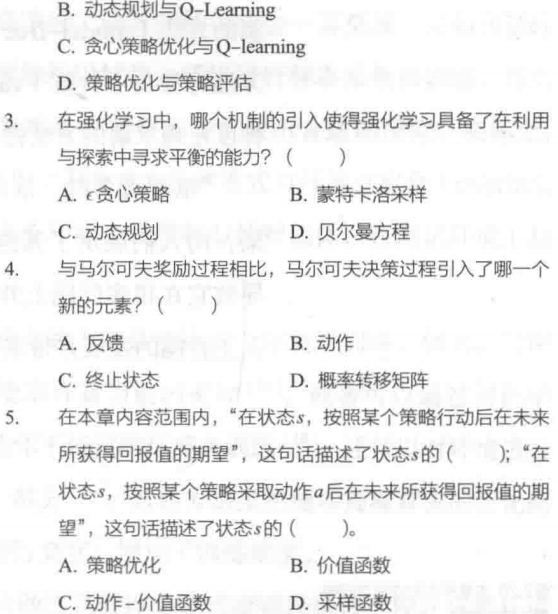 B. 动态规划与Q-Learning
C. 贪心策略优化与Q-learning
D. 策略优化与策略评估
3. 在强化学习中，哪个机制的引入使得强化学习具备了在利用
与探索中寻求平衡的能力？（ ）
A. ϵ贪心策略 B. 蒙特卡洛采样
C. 动态规划 D. 贝尔曼方程
4. 与马尔可夫奖励过程相比，马尔可夫决策过程引入了哪一个
新的元素？（ ）
A. 反馈 B. 动作
C. 终止状态 D. 概率转移矩阵
5. 在本章内容范围内，“在状态s，按照某个策略行动后在未来
所获得回报值的期望”，这句话描述了状态s的（ ）；“在
状态s，按照某个策略采取动作a后在未来所获得回报值的期
望”，这句话描述了状态s的（ ）。
A. 策略优化 B. 价值函数
C. 动作-价值函数 D. 采样函数